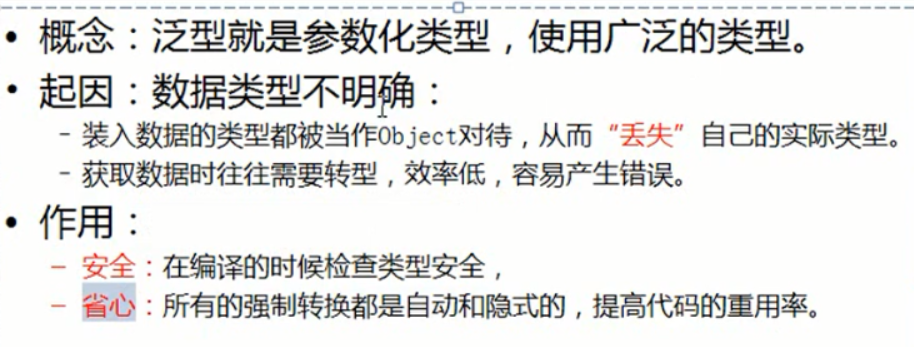 • 概念：泛型就是参数化类型，使用广泛的类型。
• 起因：数据类型不明确：
– 装入数据的类型都被当作Object对待，从而“丢失”自己的实际类型。
– 获取数据时往往需要转型，效率低，容易产生错误。
• 作用：
– 安全：在编译的时候检查类型安全，
– 省心：所有的强制转换都是自动和隐式的，提高代码的重用率。